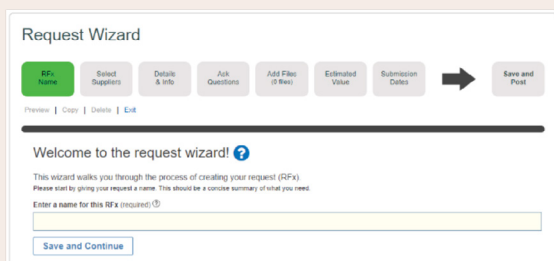 Request Wizard
RFx Name
Select Suppliers
Details & Info
Ask Questions
Add Files (0 files)
Estimated Value
Submission Dates
Save and Post
Preview | Copy | Delete | Exit
Welcome to the request wizard! ?
This wizard walks you through the process of creating your request (RFx).
Please start by giving your request a name. This should be a concise summary of what you need.
Enter a name for this RFx (required) ?
Save and Continue